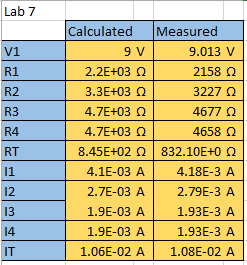 Lab 7
Calculated Measured
V1 9 V 9.013 V
R1 2.2E+03 Ω 2158 Ω
R2 3.3E+03 Ω 3227 Ω
R3 4.7E+03 Ω 4677 Ω
R4 4.7E+03 Ω 4658 Ω
RT 8.45E+02 Ω 832.10E+0 Ω
I1 4.1E-03 A 4.18E-3 A
I2 2.7E-03 A 2.79E-3 A
I3 1.9E-03 A 1.93E-3 A
I4 1.9E-03 A 1.93E-3 A
IT 1.06E-02 A 1.08E-02 A